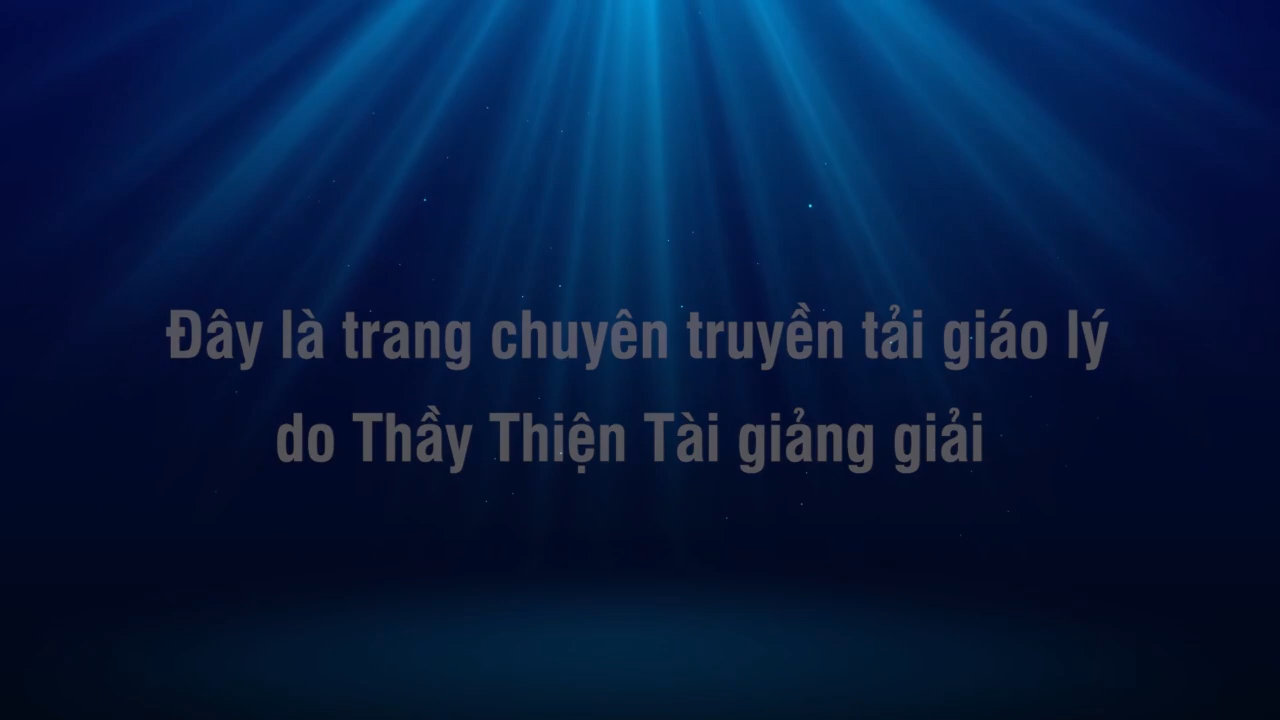 Đây là trang chuyên truyền tải giáo lý
do Thầy Thiện Tài giảng giải